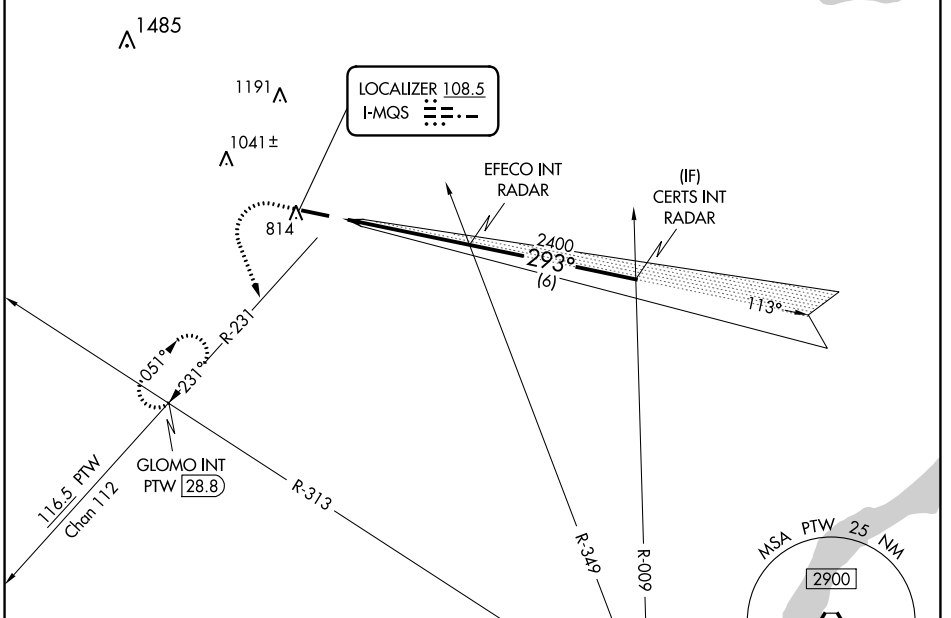 1485
1191
1041±
814
LOCALIZER 108.5
I-MQS
EFECO INT
RADAR
(IF)
CERTS INT
RADAR
2400
293°
(6)
113°
R-231
051°
231°
GLOMO INT
PTW 28.8
116.5 PTW
Chan 112
R-313
R-349
R-009
MSA PTW 25 NM
2900